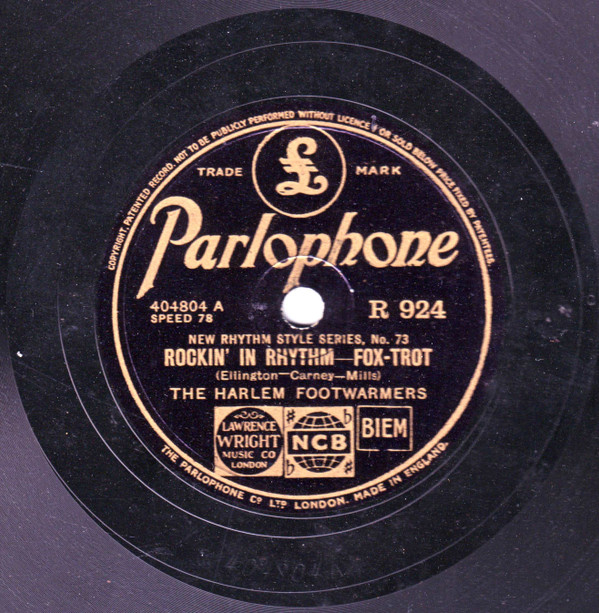 COPYRIGHT. PATENTED RECORD. NOT TO BE PUBLICLY PERFORMED WITHOUT LICENCE OR SOLD BELOW PRICE FIXED BY PATENTEES.
£
TRADE MARK
Parlophone
404804 A
SPEED 78
R 924
NEW RHYTHM STYLE SERIES, No. 73
ROCKIN' IN RHYTHM—FOX-TROT
(Ellington—Carney—Mills)
THE HARLEM FOOTWARMERS
LAWRENCE
WRIGHT
MUSIC CO
LONDON
NCB
BIEM
THE PARLOPHONE CO LTD LONDON. MADE IN ENGLAND.